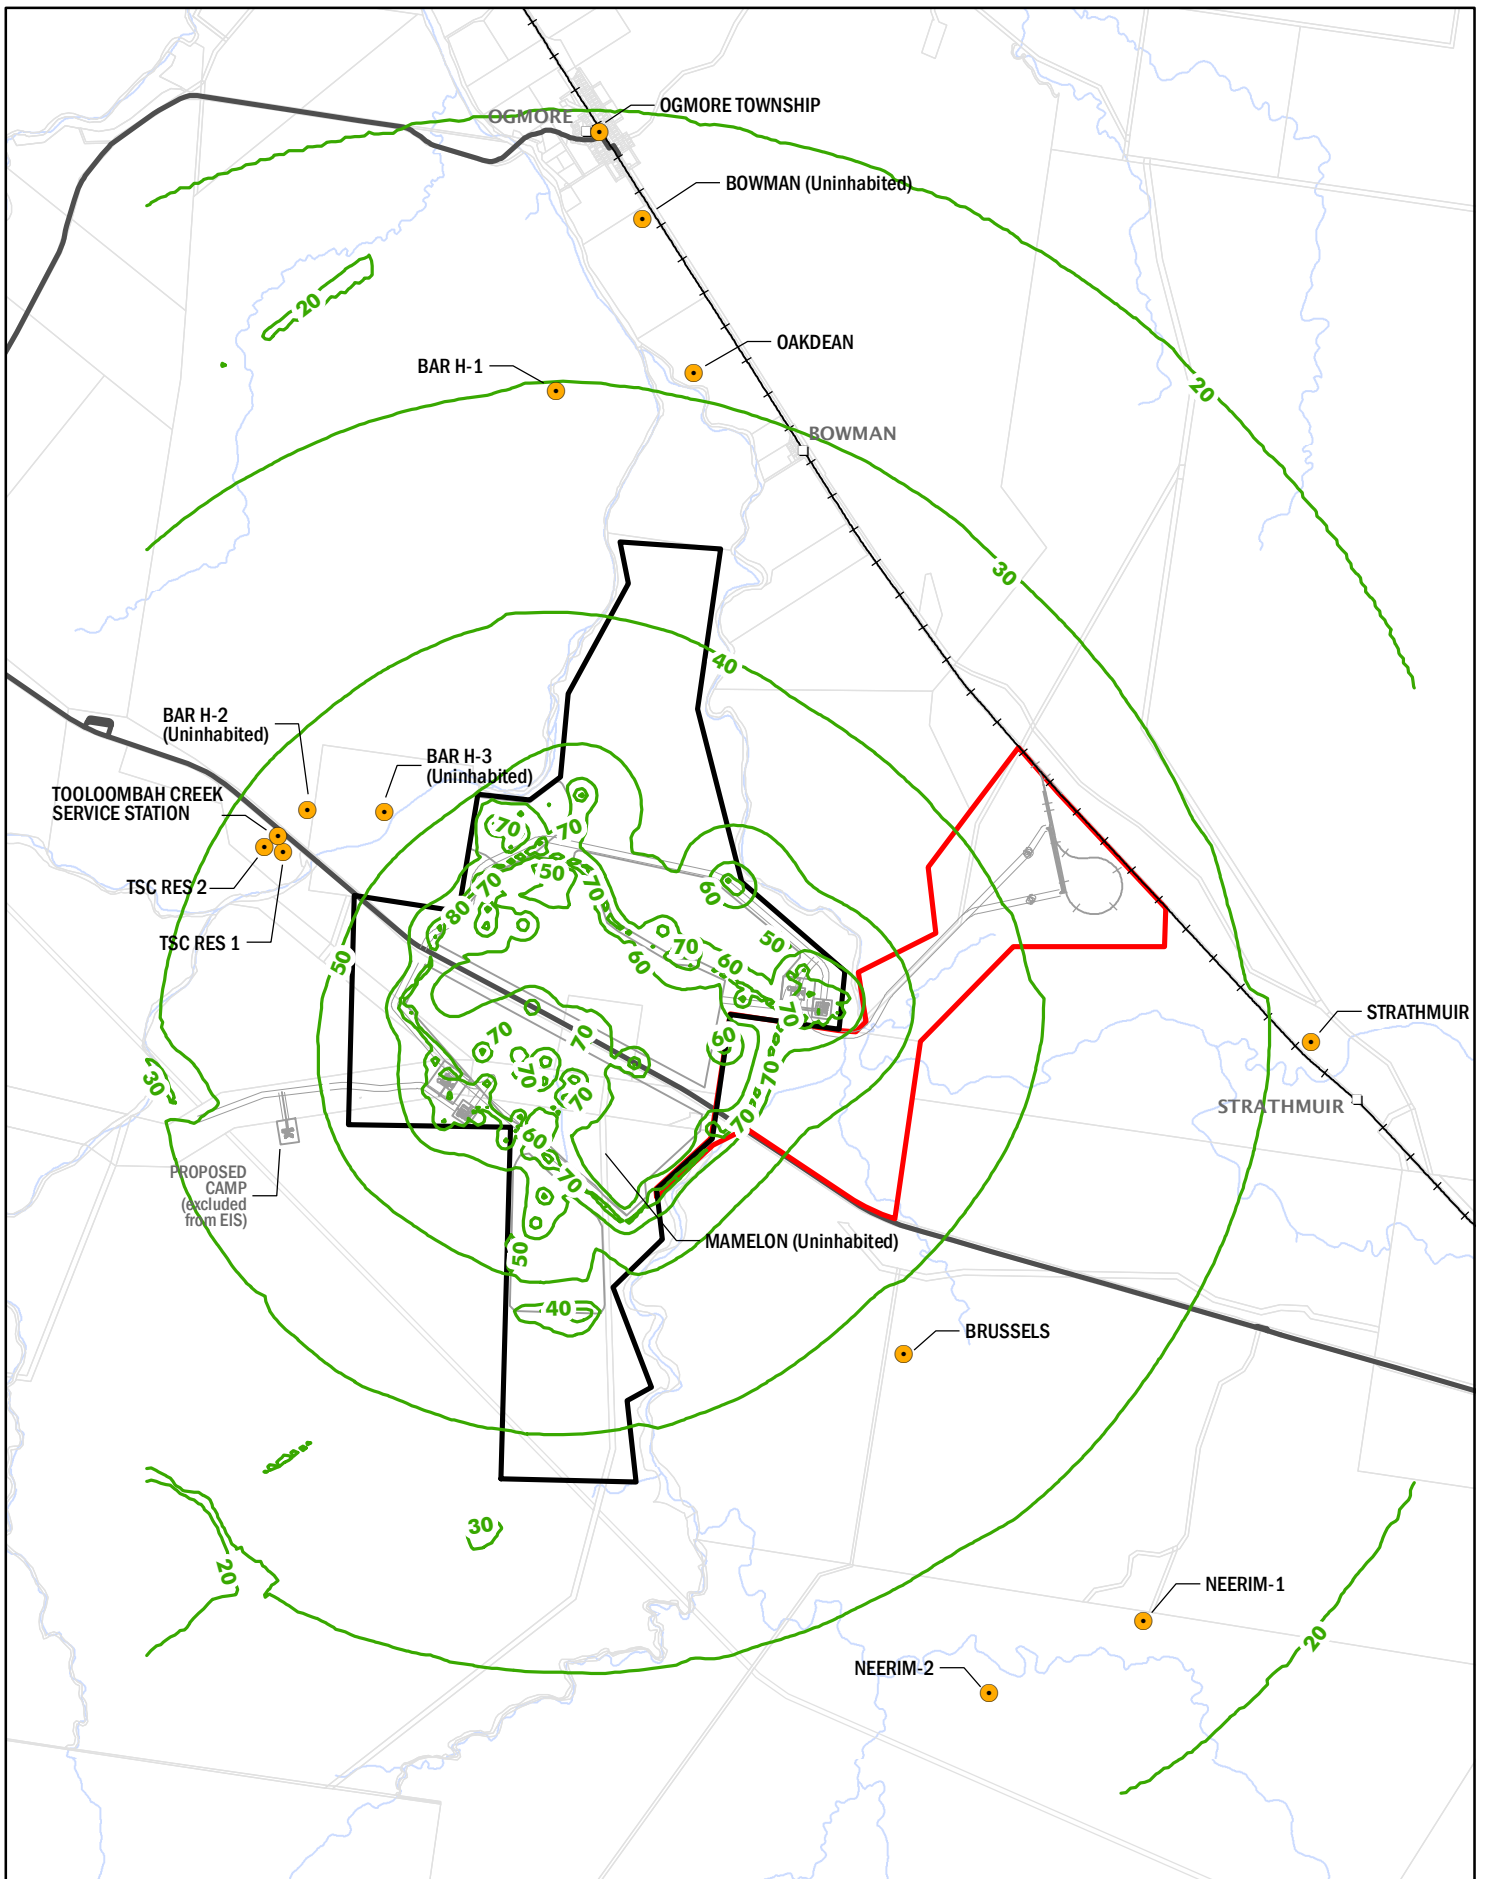 OGMORE
OGMORE TOWNSHIP
BOWMAN (Uninhabited)
20
OAKDEAN
BAR H-1
20
BOWMAN
30
40
BAR H-2
(Uninhabited)
BAR H-3
(Uninhabited)
TOOLOOMBAH CREEK
SERVICE STATION
70
70
50
70
70
60
TSC RES 2
80
TSC RES 1
50
70
60
60
50
70
STRATHMUIR
70
70
60
70
70
70
30
STRATHMUIR
70
60
70
PROPOSED
CAMP
(excluded
from EIS)
MAMELON (Uninhabited)
50
40
BRUSSELS
30
20
NEERIM-1
20
NEERIM-2